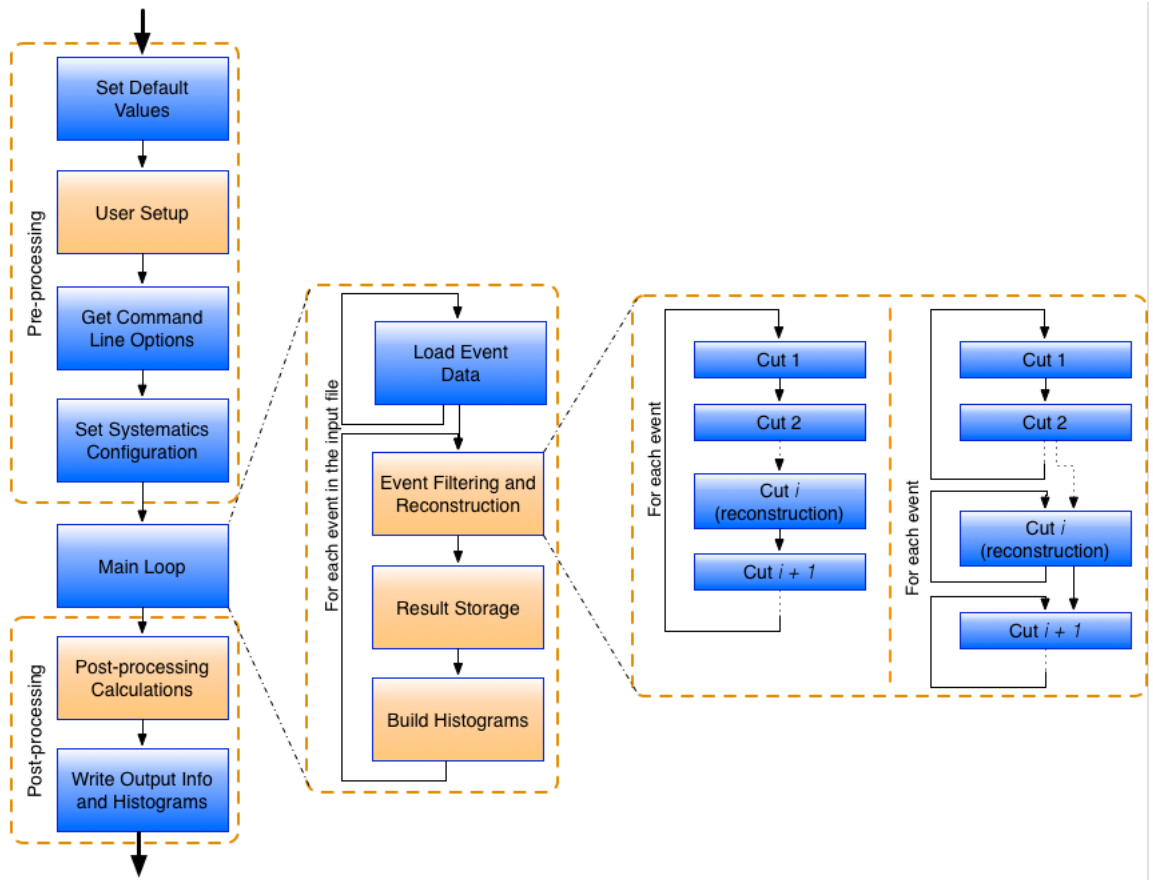 Pre-processing
Set Default
Values
User Setup
Get Command
Line Options
Set Systematics
Configuration
Main Loop
Post-processing
Post-processing
Calculations
Write Output Info
and Histograms
For each event in the input file
Load Event
Data
Event Filtering and
Reconstruction
Result Storage
Build Histograms
For each event
Cut 1
Cut 2
Cut i
(reconstruction)
Cut i + 1
For each event
Cut 1
Cut 2
Cut i
(reconstruction)
Cut i + 1